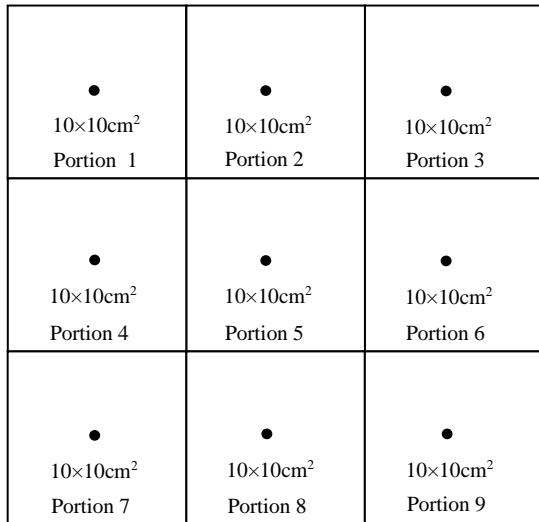 10×10cm²
Portion 1
10×10cm²
Portion 2
10×10cm²
Portion 3
10×10cm²
Portion 4
10×10cm²
Portion 5
10×10cm²
Portion 6
10×10cm²
Portion 7
10×10cm²
Portion 8
10×10cm²
Portion 9